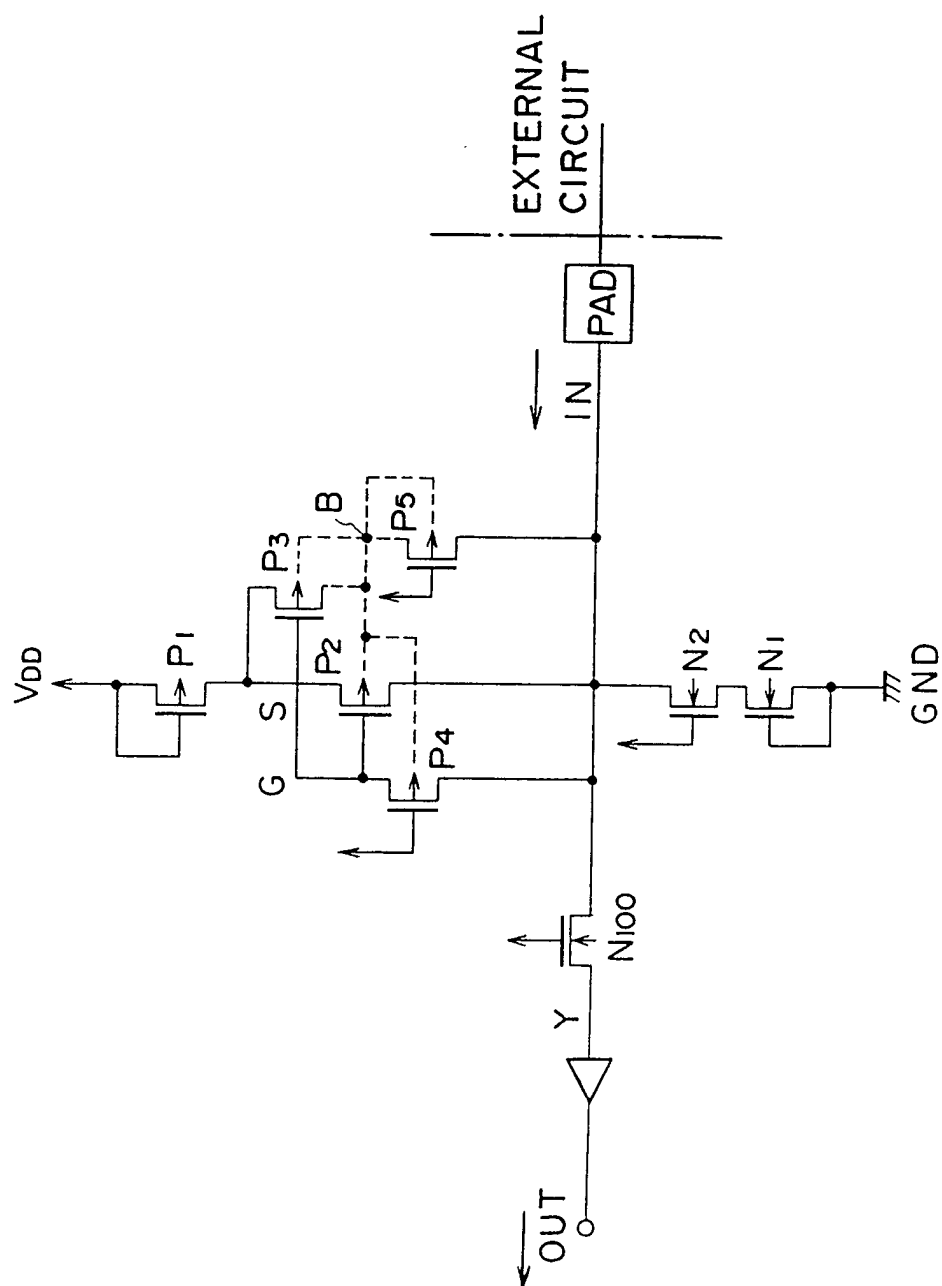 VDD
P1
S
P3
B
G
P2
P5
P4
EXTERNAL
CIRCUIT
IN
PAD
N2
N1
GND
N100
Y
OUT